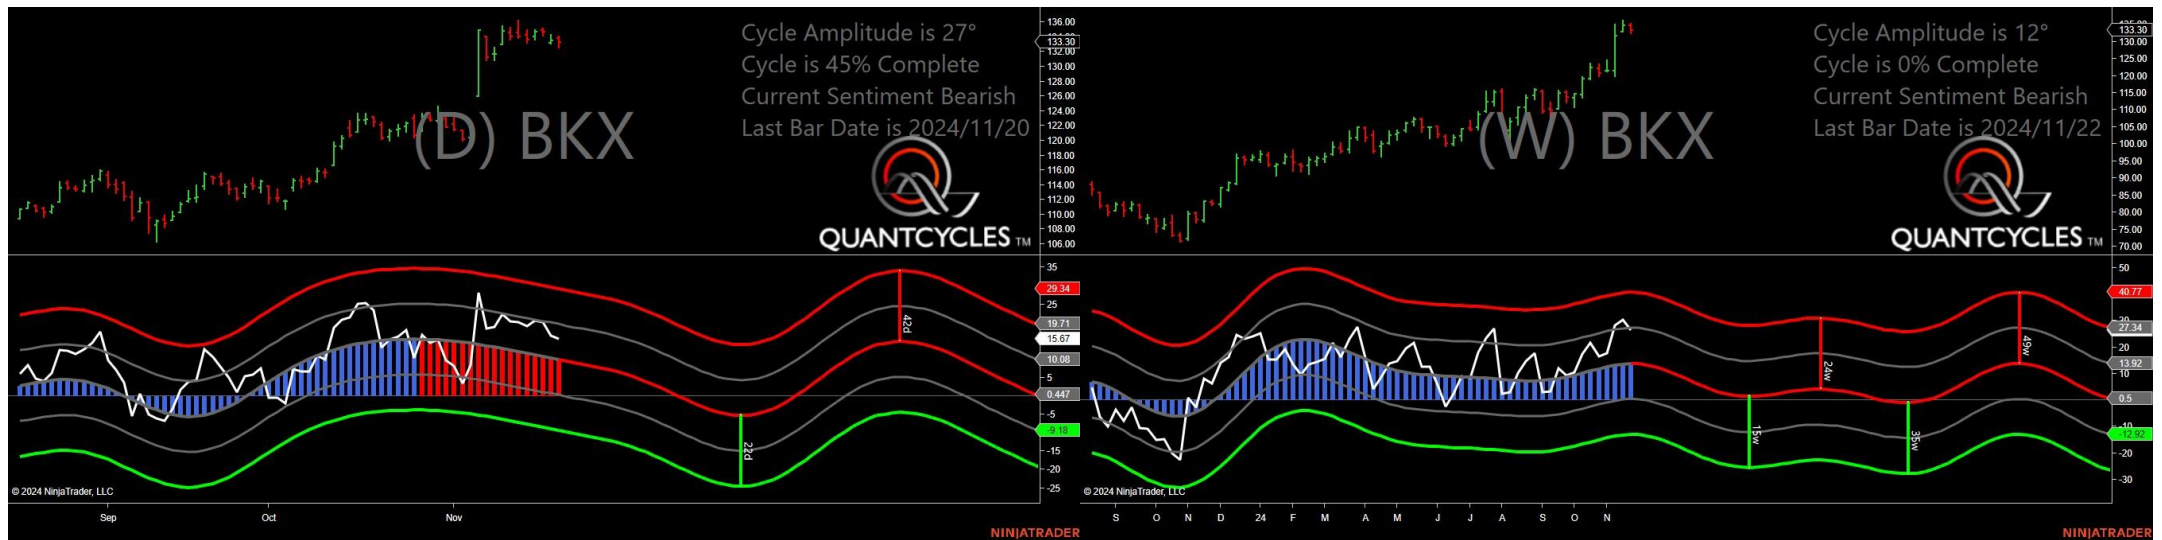 Cycle Amplitude is 27°
Cycle is 45% Complete
Current Sentiment Bearish
Last Bar Date is 2024/11/20
(D) BKX
QUANTCYCLES TM
136.00
133.30
132.00
130.00
128.00
126.00
124.00
122.00
120.00
118.00
116.00
114.00
112.00
110.00
108.00
106.00
35
29.34
25
19.71
15.67
10.08
5
0.447
-5
-9.18
-15
-20
-25
42d
22d
© 2024 NinjaTrader, LLC
Sep
Oct
Nov
NINJATRADER
Cycle Amplitude is 12°
Cycle is 0% Complete
Current Sentiment Bearish
Last Bar Date is 2024/11/22
(W) BKX
QUANTCYCLES TM
133.30
130.00
125.00
120.00
115.00
110.00
105.00
100.00
95.00
90.00
85.00
80.00
75.00
70.00
50
40.77
27.34
20
13.92
10
0.5
-12.92
-20
-30
24w
49w
15w
35w
© 2024 NinjaTrader, LLC
S
O
N
D
24
F
M
A
M
J
J
A
S
O
N
NINJATRADER